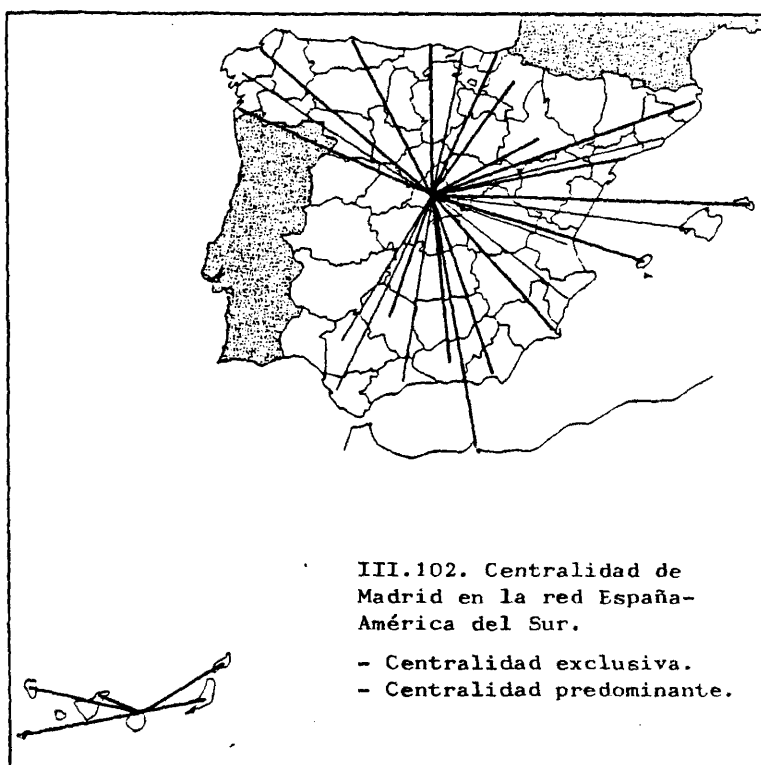 III.102. Centralidad de
Madrid en la red España-
América del Sur.
- Centralidad exclusiva.
- Centralidad predominante.